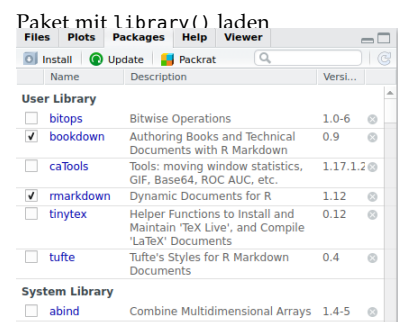 Paket mit library() laden
Files Plots Packages Help Viewer
Install Update Packrat
Name Description Versi...
User Library
bitops Bitwise Operations 1.0-6
bookdown Authoring Books and Technical 0.9
Documents with R Markdown
caTools Tools: moving window statistics, 1.17.1.2
GIF, Base64, ROC AUC, etc.
rmarkdown Dynamic Documents for R 1.12
tinytex Helper Functions to Install and 0.12
Maintain 'TeX Live', and Compile
'LaTeX' Documents
tufte Tufte's Styles for R Markdown 0.4
Documents
System Library
abind Combine Multidimensional Arrays 1.4-5